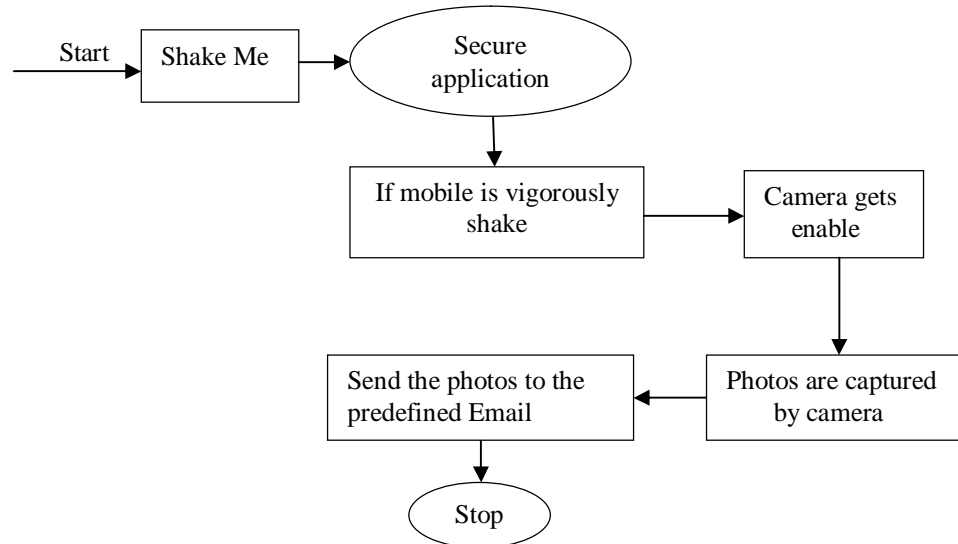 Start
Shake Me
Secure
application
If mobile is vigorously
shake
Camera gets
enable
Photos are captured
by camera
Send the photos to the
predefined Email
Stop